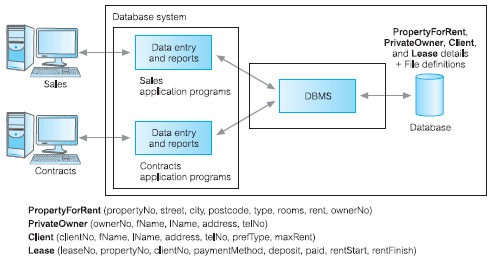 Database system
PropertyForRent,
PrivateOwner, Client,
and Lease details
+ File definitions
Data entry
and reports
Sales
Sales
application programs
DBMS
Database
Data entry
and reports
Contracts
Contracts
application programs
PropertyForRent (propertyNo, street, city, postcode, type, rooms, rent, ownerNo)
PrivateOwner (ownerNo, fName, lName, address, telNo)
Client (clientNo, fName, lName, address, telNo, prefType, maxRent)
Lease (leaseNo, propertyNo, clientNo, paymentMethod, deposit, paid, rentStart, rentFinish)